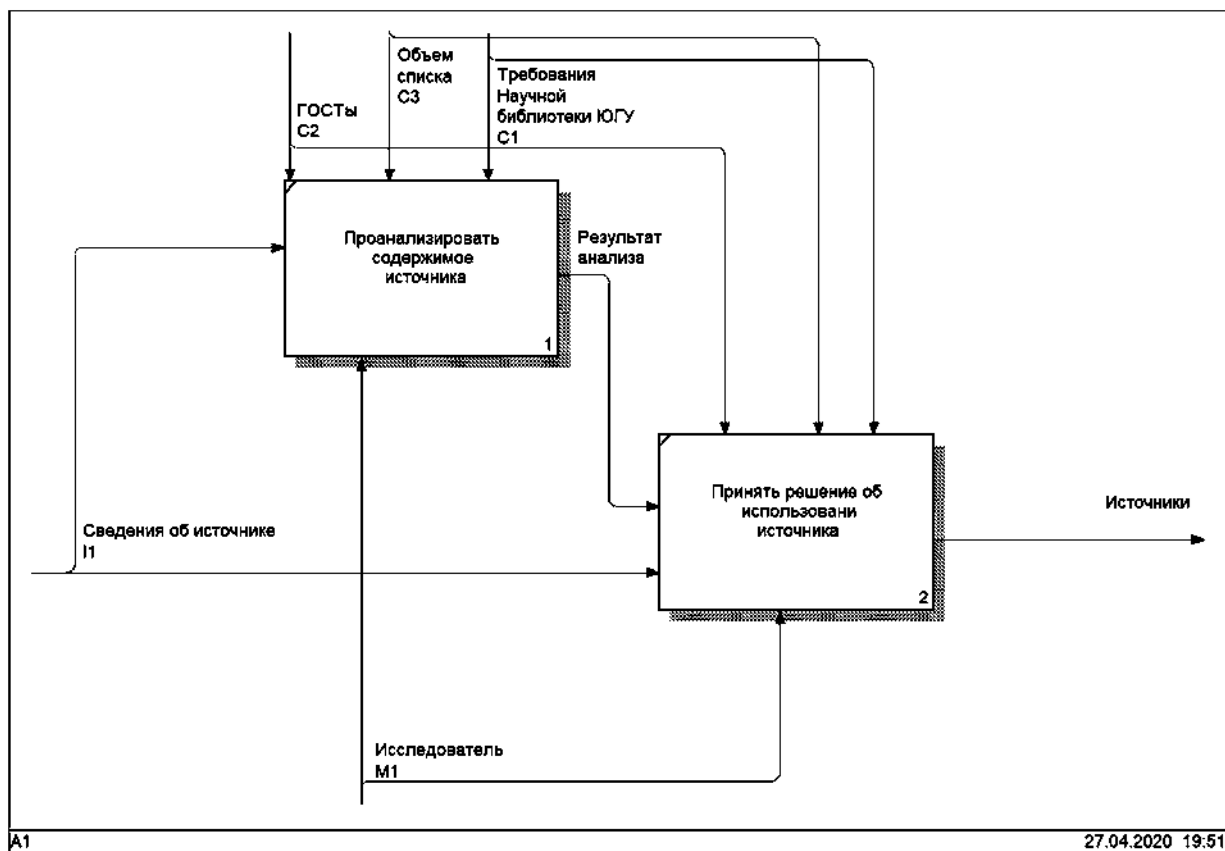 Объем
списка
C3
Требования
Научной
библиотеки ЮГУ
C1
ГОСТы
C2
Проанализировать
содержимое
источника
1
Результат
анализа
Принять решение об
использовани
источника
2
Источники
Сведения об источнике
I1
Исследователь
M1
A1
27.04.2020 19:51